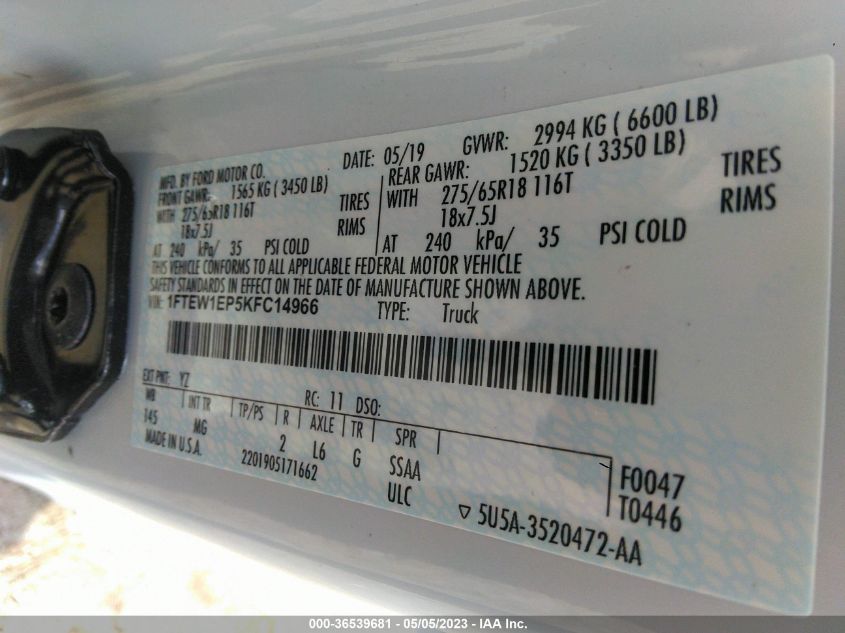 MFD. BY FORD MOTOR CO.
DATE: 05/19 GVWR: 2994 KG ( 6600 LB)
FRONT GAWR: 1565 KG (3450 LB)
REAR GAWR: 1520 KG ( 3350 LB)
WITH 275/65R18 116T TIRES
WITH 275/65R18 116T TIRES
18x7.5J RIMS
18x7.5J RIMS
AT 240 kPa/ 35 PSI COLD
AT 240 kPa/ 35 PSI COLD
THIS VEHICLE CONFORMS TO ALL APPLICABLE FEDERAL MOTOR VEHICLE
SAFETY STANDARDS IN EFFECT ON THE DATE OF MANUFACTURE SHOWN ABOVE.
VIN: 1FTEW1EP5KFC14966 TYPE: Truck
EXT PNT: YZ RC: 11 DSO:
WB INT TR TP/PS R AXLE TR SPR
145 MG 2 L6 G SSAA
MADE IN U.S.A. 2201905171662 ULC
F0047
T0446
▽ 5U5A-3520472-AA
000-36539681 - 05/05/2023 - © IAA Inc.